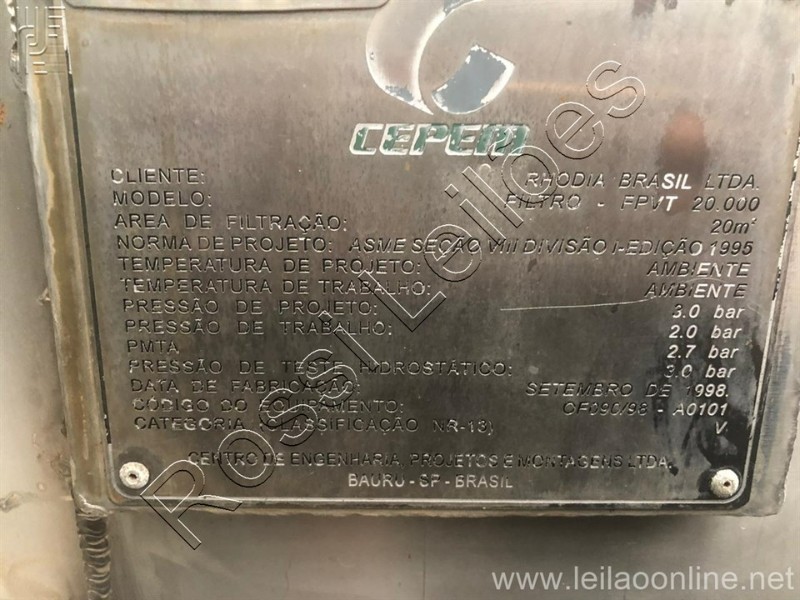 CEPEM
CLIENTE: RHODIA BRASIL LTDA.
MODELO: FILTRO - FPVT 20.000
AREA DE FILTRAÇÃO: 20m²
NORMA DE PROJETO: ASME SEÇÃO VIII DIVISÃO I-EDIÇÃO 1995
TEMPERATURA DE PROJETO: AMBIENTE
TEMPERATURA DE TRABALHO: AMBIENTE
PRESSÃO DE PROJETO: 3.0 bar
PRESSÃO DE TRABALHO: 2.0 bar
PMTA 2.7 bar
PRESSÃO DE TESTE HIDROSTÁTICO: 3.0 bar
DATA DE FABRICAÇÃO: SETEMBRO DE 1998.
CÓDIGO DO EQUIPAMENTO: CF090/98 - A0101
CATEGORIA (CLASSIFICAÇÃO NR-13) V
CENTRO DE ENGENHARIA, PROJETOS E MONTAGENS LTDA.
BAURU - SP - BRASIL
Rossi Leilões
www.leilaoonline.net